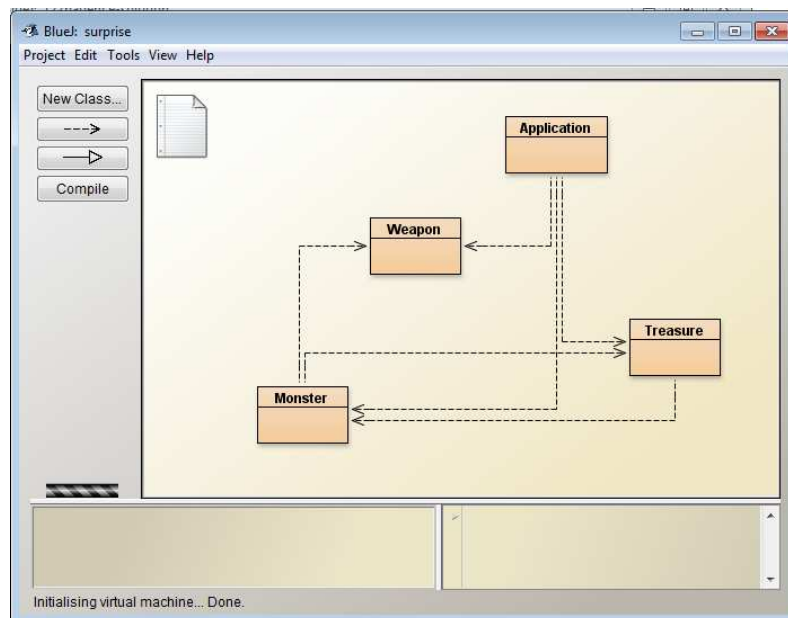 BlueJ: surprise
Project Edit Tools View Help
New Class...
Compile
Application
Weapon
Treasure
Monster
Initialising virtual machine... Done.